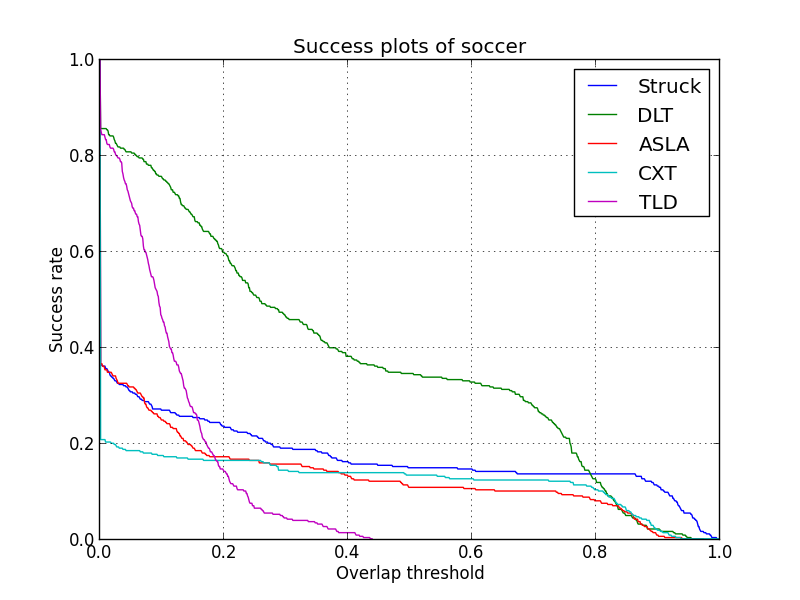 Success plots of soccer
Success rate
1.0
0.8
0.6
0.4
0.2
0.0
Struck
DLT
ASLA
CXT
TLD
0.0 0.2 0.4 0.6 0.8 1.0
Overlap threshold